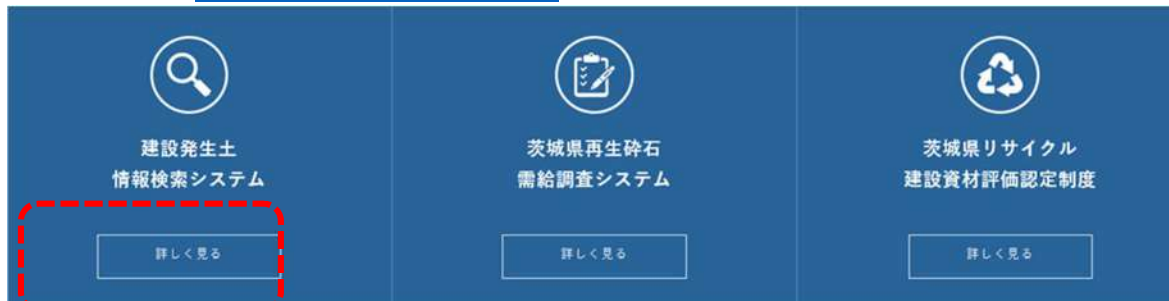 建設発生土
情報検索システム
詳しく見る
茨城県再生砕石
需給調査システム
詳しく見る
茨城県リサイクル
建設資材評価認定制度
詳しく見る